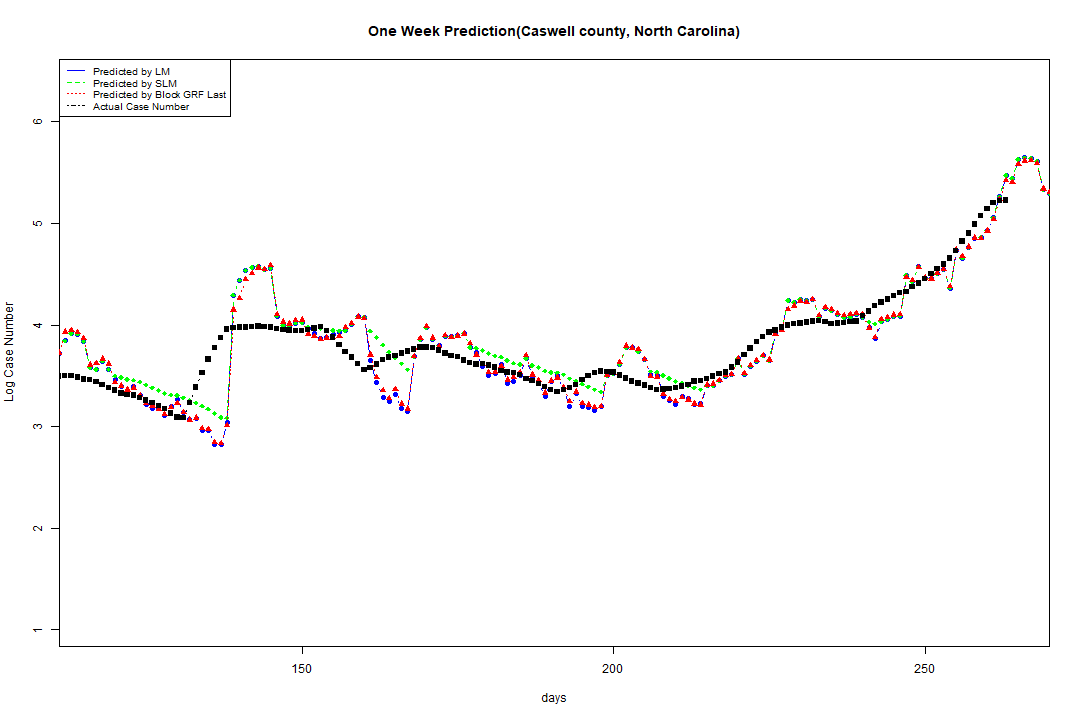 One Week Prediction(Caswell county, North Carolina)
Predicted by LM
Predicted by SLM
Predicted by Block GRF Last
Actual Case Number
6
5
4
3
2
1
Log Case Number
150
200
250
days